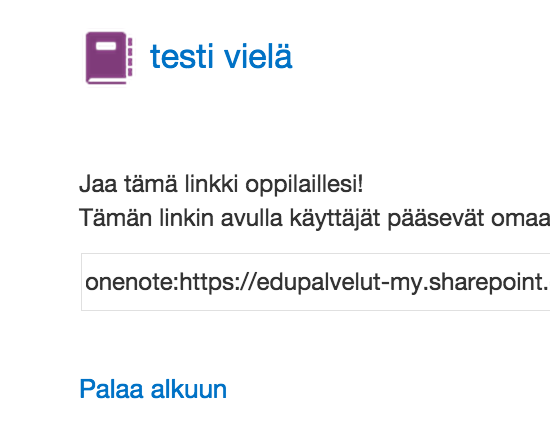 testi vielä
Jaa tämä linkki oppilaillesi!
Tämän linkin avulla käyttäjät pääsevät omaa
onenote:https://edupalvelut-my.sharepoint.
Palaa alkuun